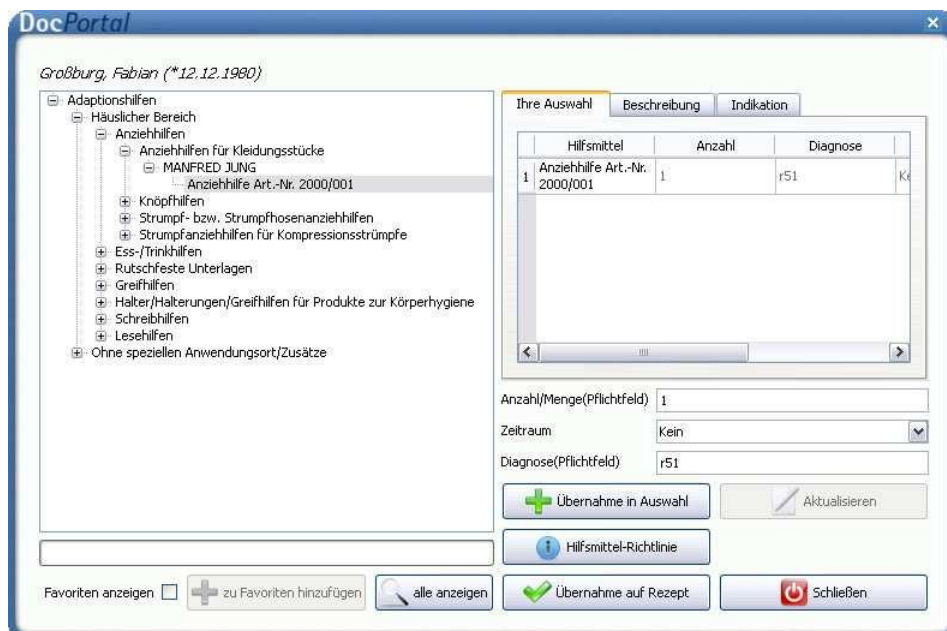 DocPortal
Großburg, Fabian (*12.12.1980)
Adaptionshilfen
Häuslicher Bereich
Anziehhilfen
Anziehhilfen für Kleidungsstücke
MANFRED JUNG
Anziehhilfe Art.-Nr. 2000/001
Knöpfhilfen
Strumpf- bzw. Strumpfhosenanziehhilfen
Strumpfanziehhilfen für Kompressionsstrümpfe
Ess-/Trinkhilfen
Rutschfeste Unterlagen
Greifhilfen
Halter/Halterungen/Greifhilfen für Produkte zur Körperhygiene
Schreibhilfen
Lesehilfen
Ohne speziellen Anwendungsort/Zusätze
Ihre Auswahl Beschreibung Indikation
Hilfsmittel Anzahl Diagnose
1 Anziehhilfe Art.-Nr. 2000/001 1 r51 Ke
Anzahl/Menge(Pflichtfeld) 1
Zeitraum Kein
Diagnose(Pflichtfeld) r51
Übernahme in Auswahl Aktualisieren
Hilfsmittel-Richtlinie
Favoriten anzeigen zu Favoriten hinzufügen alle anzeigen Übernahme auf Rezept Schließen